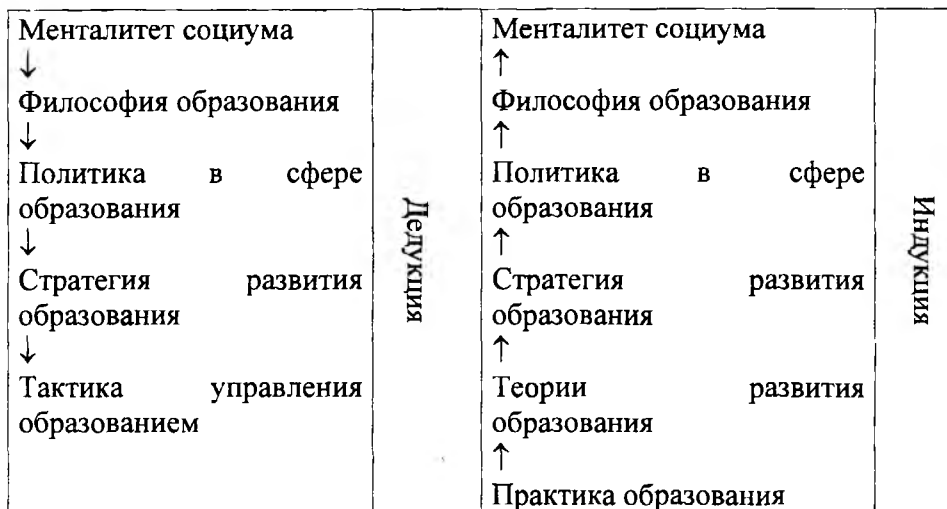 Менталитет социума
↓
Философия образования
↓
Политика в сфере
образования
↓
Стратегия развития
образования
↓
Тактика управления
образованием
Дедукция
Менталитет социума
↑
Философия образования
↑
Политика в сфере
образования
↑
Стратегия развития
образования
↑
Теории развития
образования
↑
Практика образования
Индукция